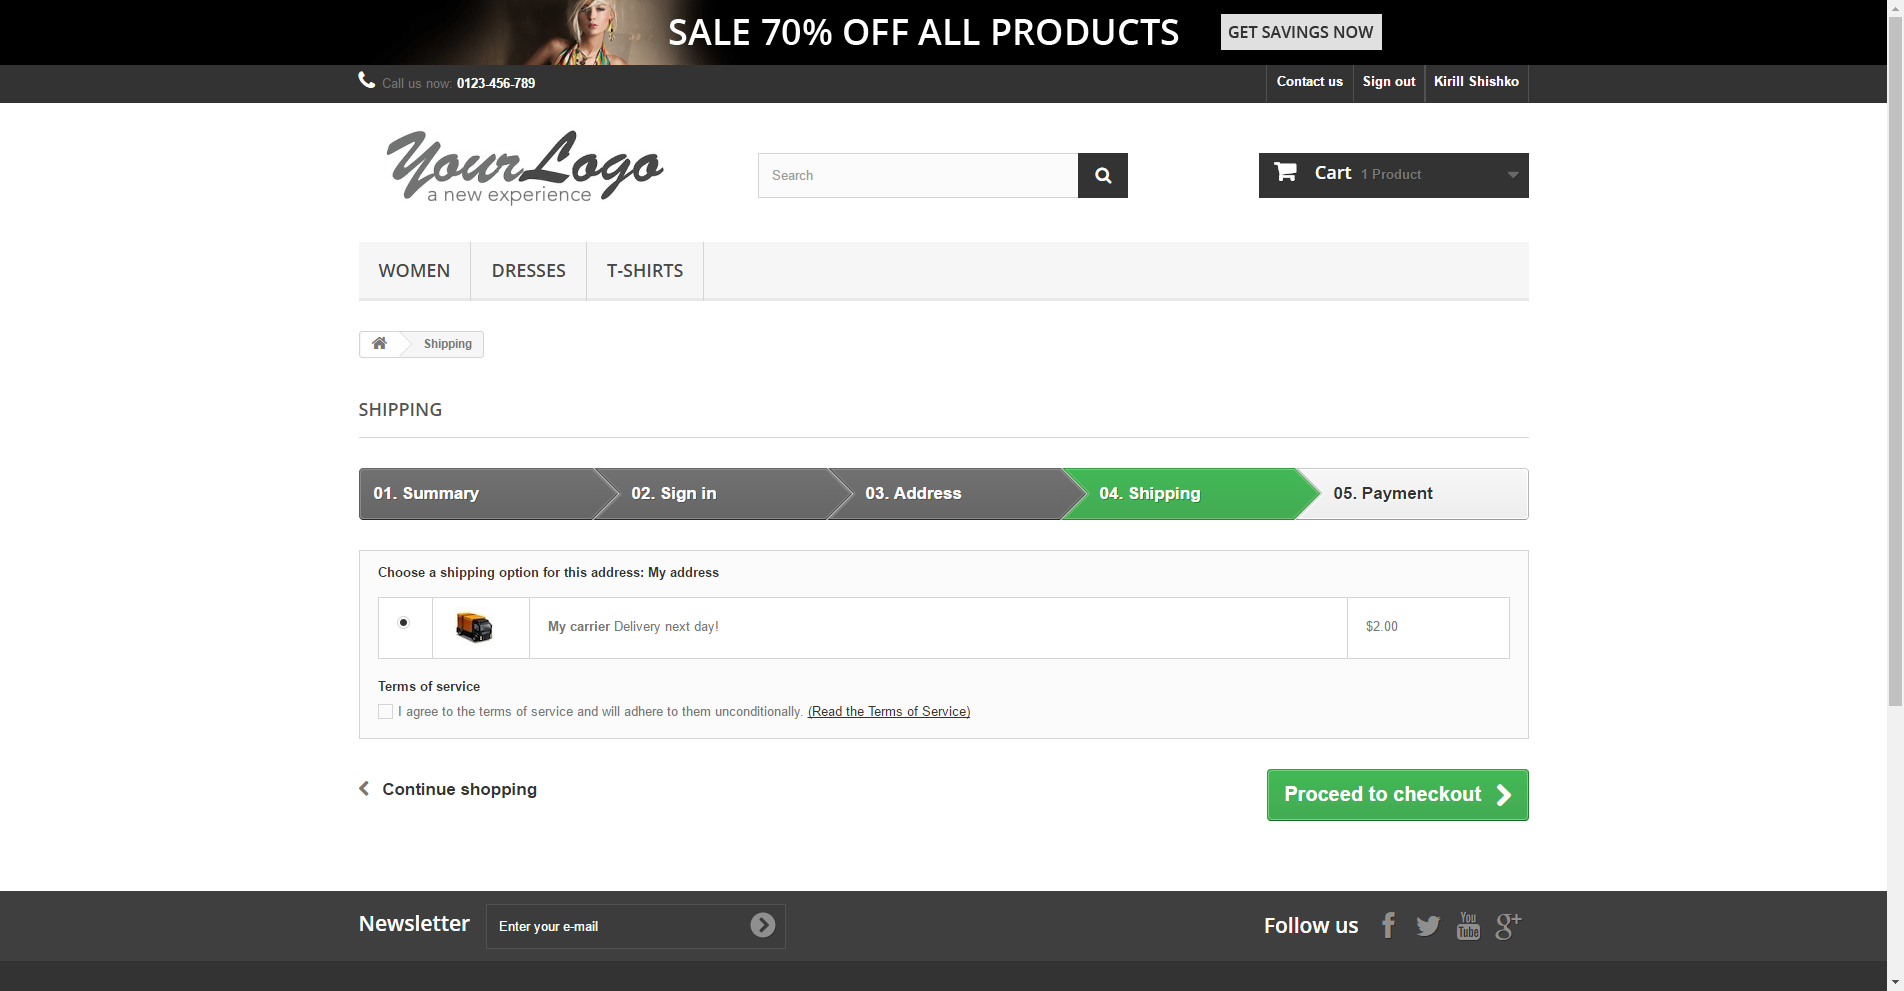 SALE 70% OFF ALL PRODUCTS GET SAVINGS NOW
Call us now: 0123-456-789 Contact us Sign out Kirill Shishko
YourLogo
a new experience
Search
Cart 1 Product
WOMEN DRESSES T-SHIRTS
Shipping
SHIPPING
01. Summary 02. Sign in 03. Address 04. Shipping 05. Payment
Choose a shipping option for this address: My address
My carrier Delivery next day! $2.00
Terms of service
I agree to the terms of service and will adhere to them unconditionally. (Read the Terms of Service)
Continue shopping Proceed to checkout
Newsletter Enter your e-mail Follow us You Tube g+